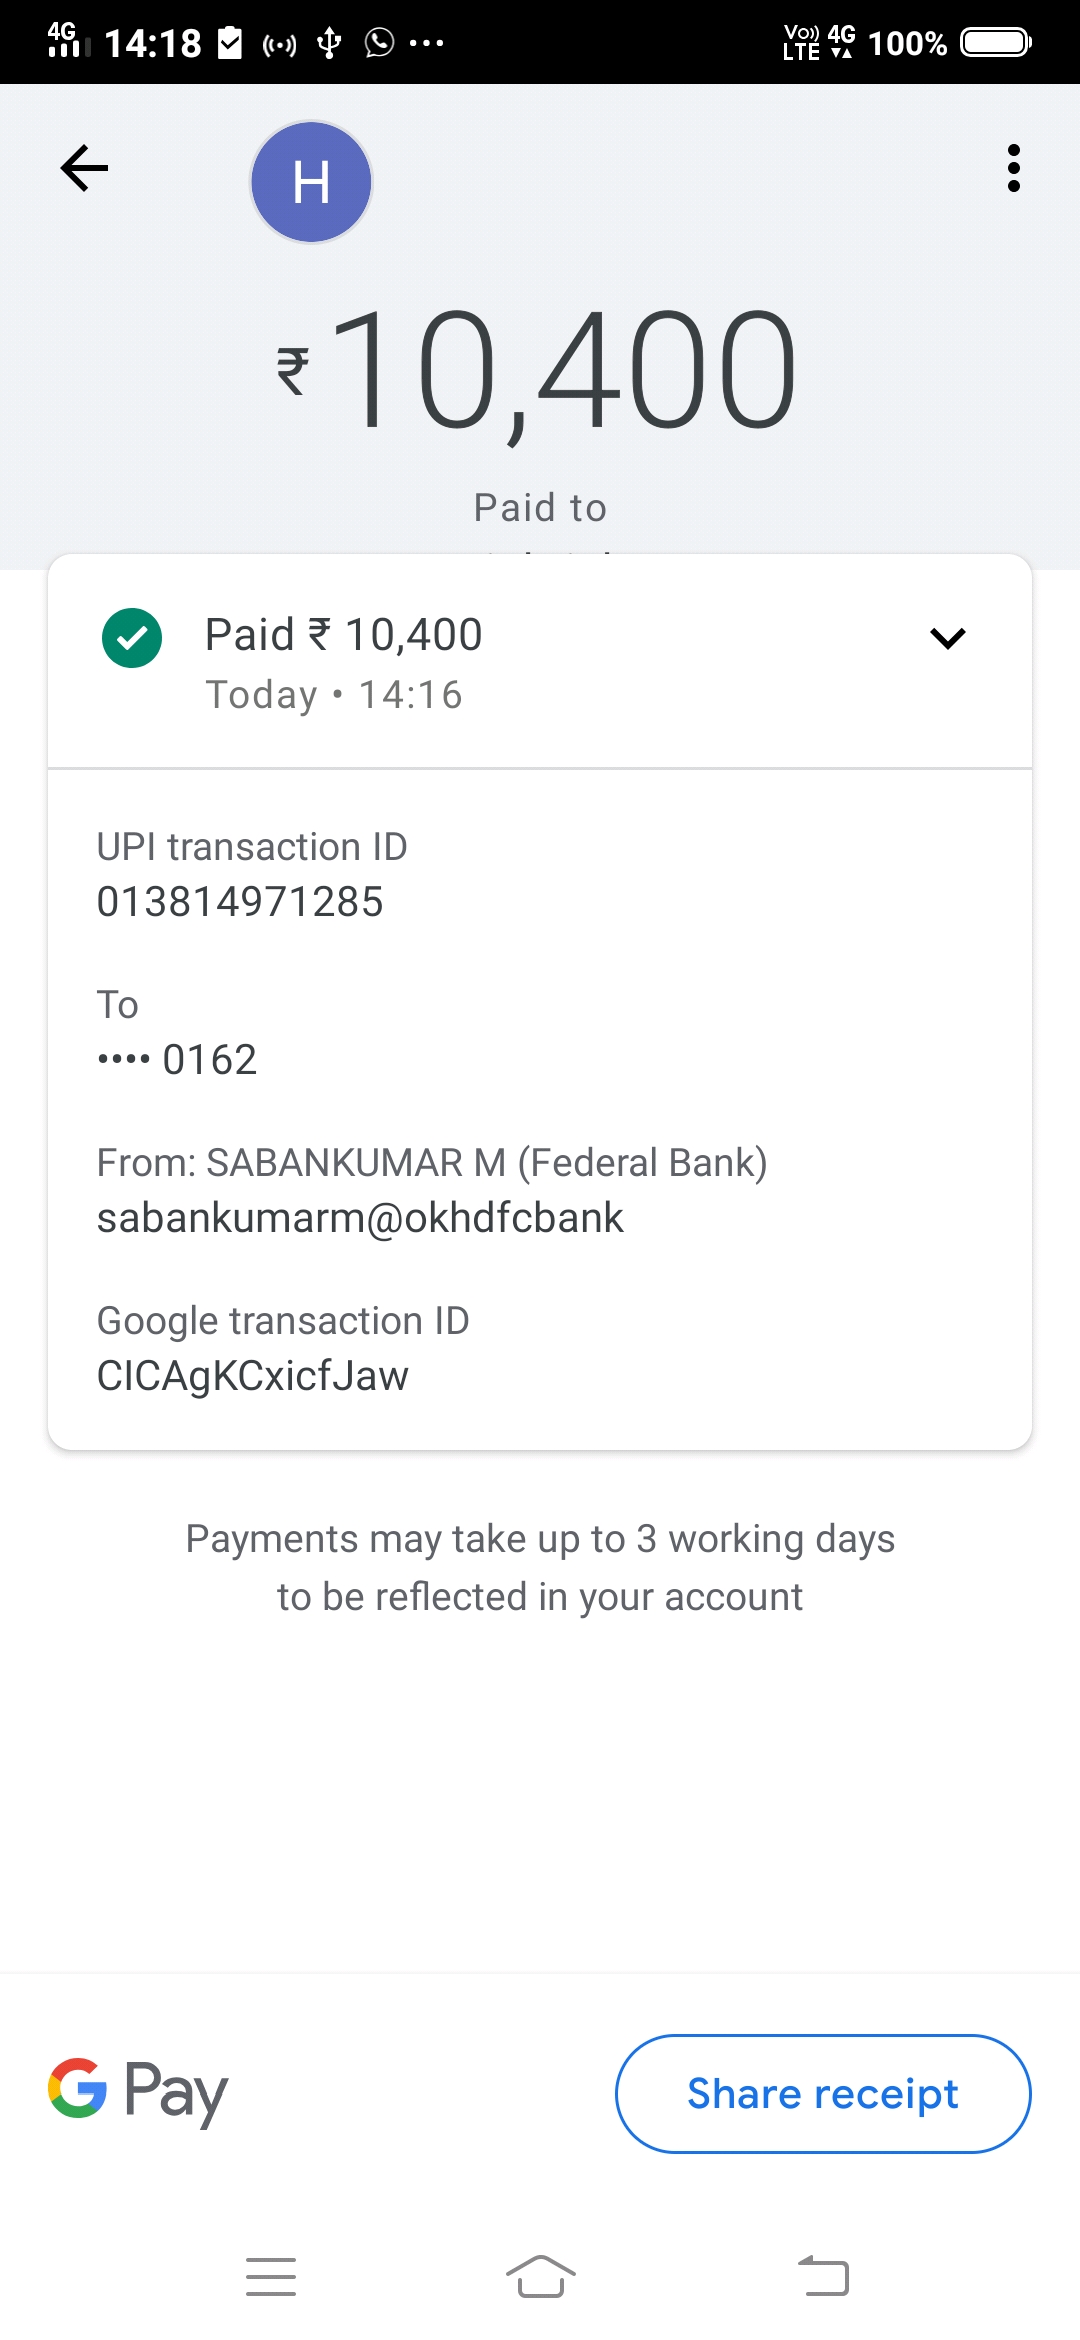 4G 14:18 Vo)) LTE 4G 100%
H
₹10,400
Paid to
Paid ₹ 10,400
Today • 14:16
UPI transaction ID
013814971285
To
•••• 0162
From: SABANKUMAR M (Federal Bank)
sabankumarm@okhdfcbank
Google transaction ID
CICAgKCxicfJaw
Payments may take up to 3 working days
to be reflected in your account
G Pay
Share receipt